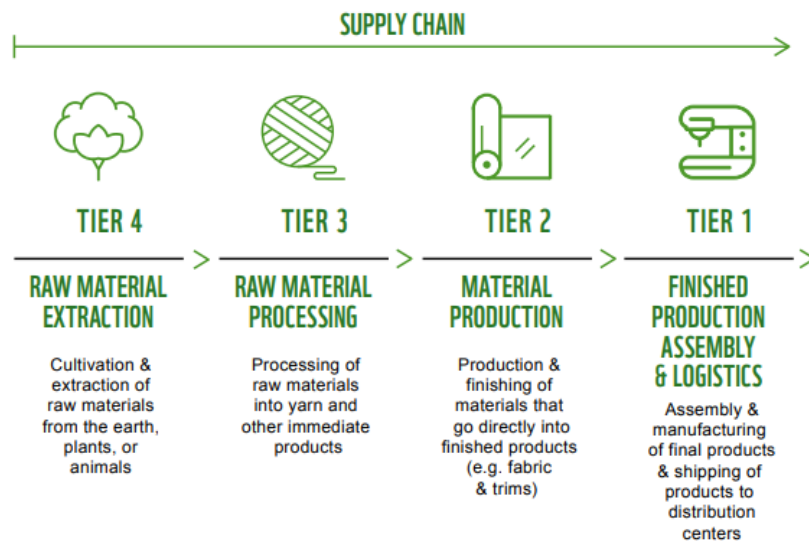 SUPPLY CHAIN
TIER 4
RAW MATERIAL
EXTRACTION
Cultivation &
extraction of
raw materials
from the earth,
plants, or
animals
TIER 3
RAW MATERIAL
PROCESSING
Processing of
raw materials
into yarn and
other immediate
products
TIER 2
MATERIAL
PRODUCTION
Production &
finishing of
materials that
go directly into
finished products
(e.g. fabric
& trims)
TIER 1
FINISHED
PRODUCTION
ASSEMBLY
& LOGISTICS
Assembly &
manufacturing
of final products
& shipping of
products to
distribution
centers